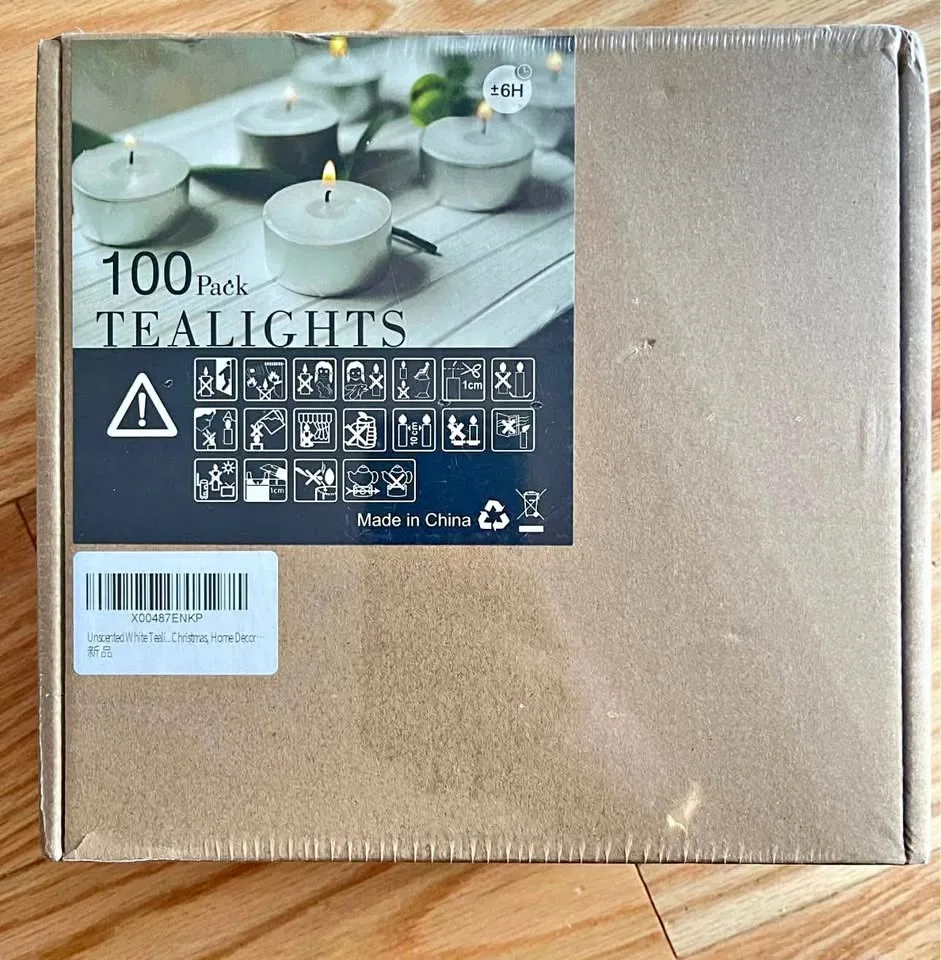 ±6H
100 Pack
TEALIGHTS
1cm
10cm
1cm
Made in China
X00487ENKP
Unscented White Teali...Christmas, Home Decor...
新品